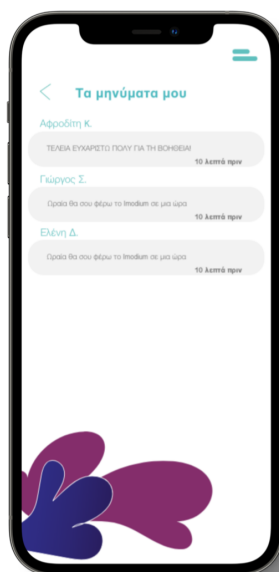 Τα μηνύματα μου
Αφροδίτη Κ.
ΤΕΛΕΙΑ ΕΥΧΑΡΙΣΤΩ ΠΟΛΥ ΓΙΑ ΤΗ ΒΟΗΘΕΙΑ!
10 λεπτά πριν
Γιώργος Σ.
Ωραία θα σου φέρω το Imodium σε μια ώρα
10 λεπτά πριν
Ελένη Δ.
Ωραία θα σου φέρω το Imodium σε μια ώρα
10 λεπτά πριν